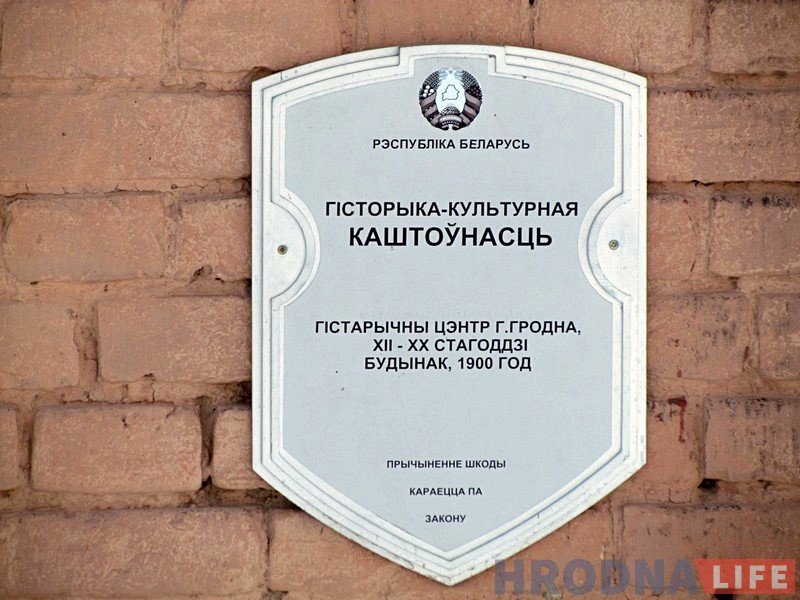 РЭСПУБЛІКА БЕЛАРУСЬ
ГІСТОРЫКА-КУЛЬТУРНАЯ
КАШТОЎНАСЦЬ
ГІСТАРЫЧНЫ ЦЭНТР Г.ГРОДНА,
XII - XX СТАГОДДЗІ
БУДЫНАК, 1900 ГОД
ПРЫЧЫНЕННЕ ШКОДЫ
КАРАЕЦЦА ПА
ЗАКОНУ
HRODNA LIFE